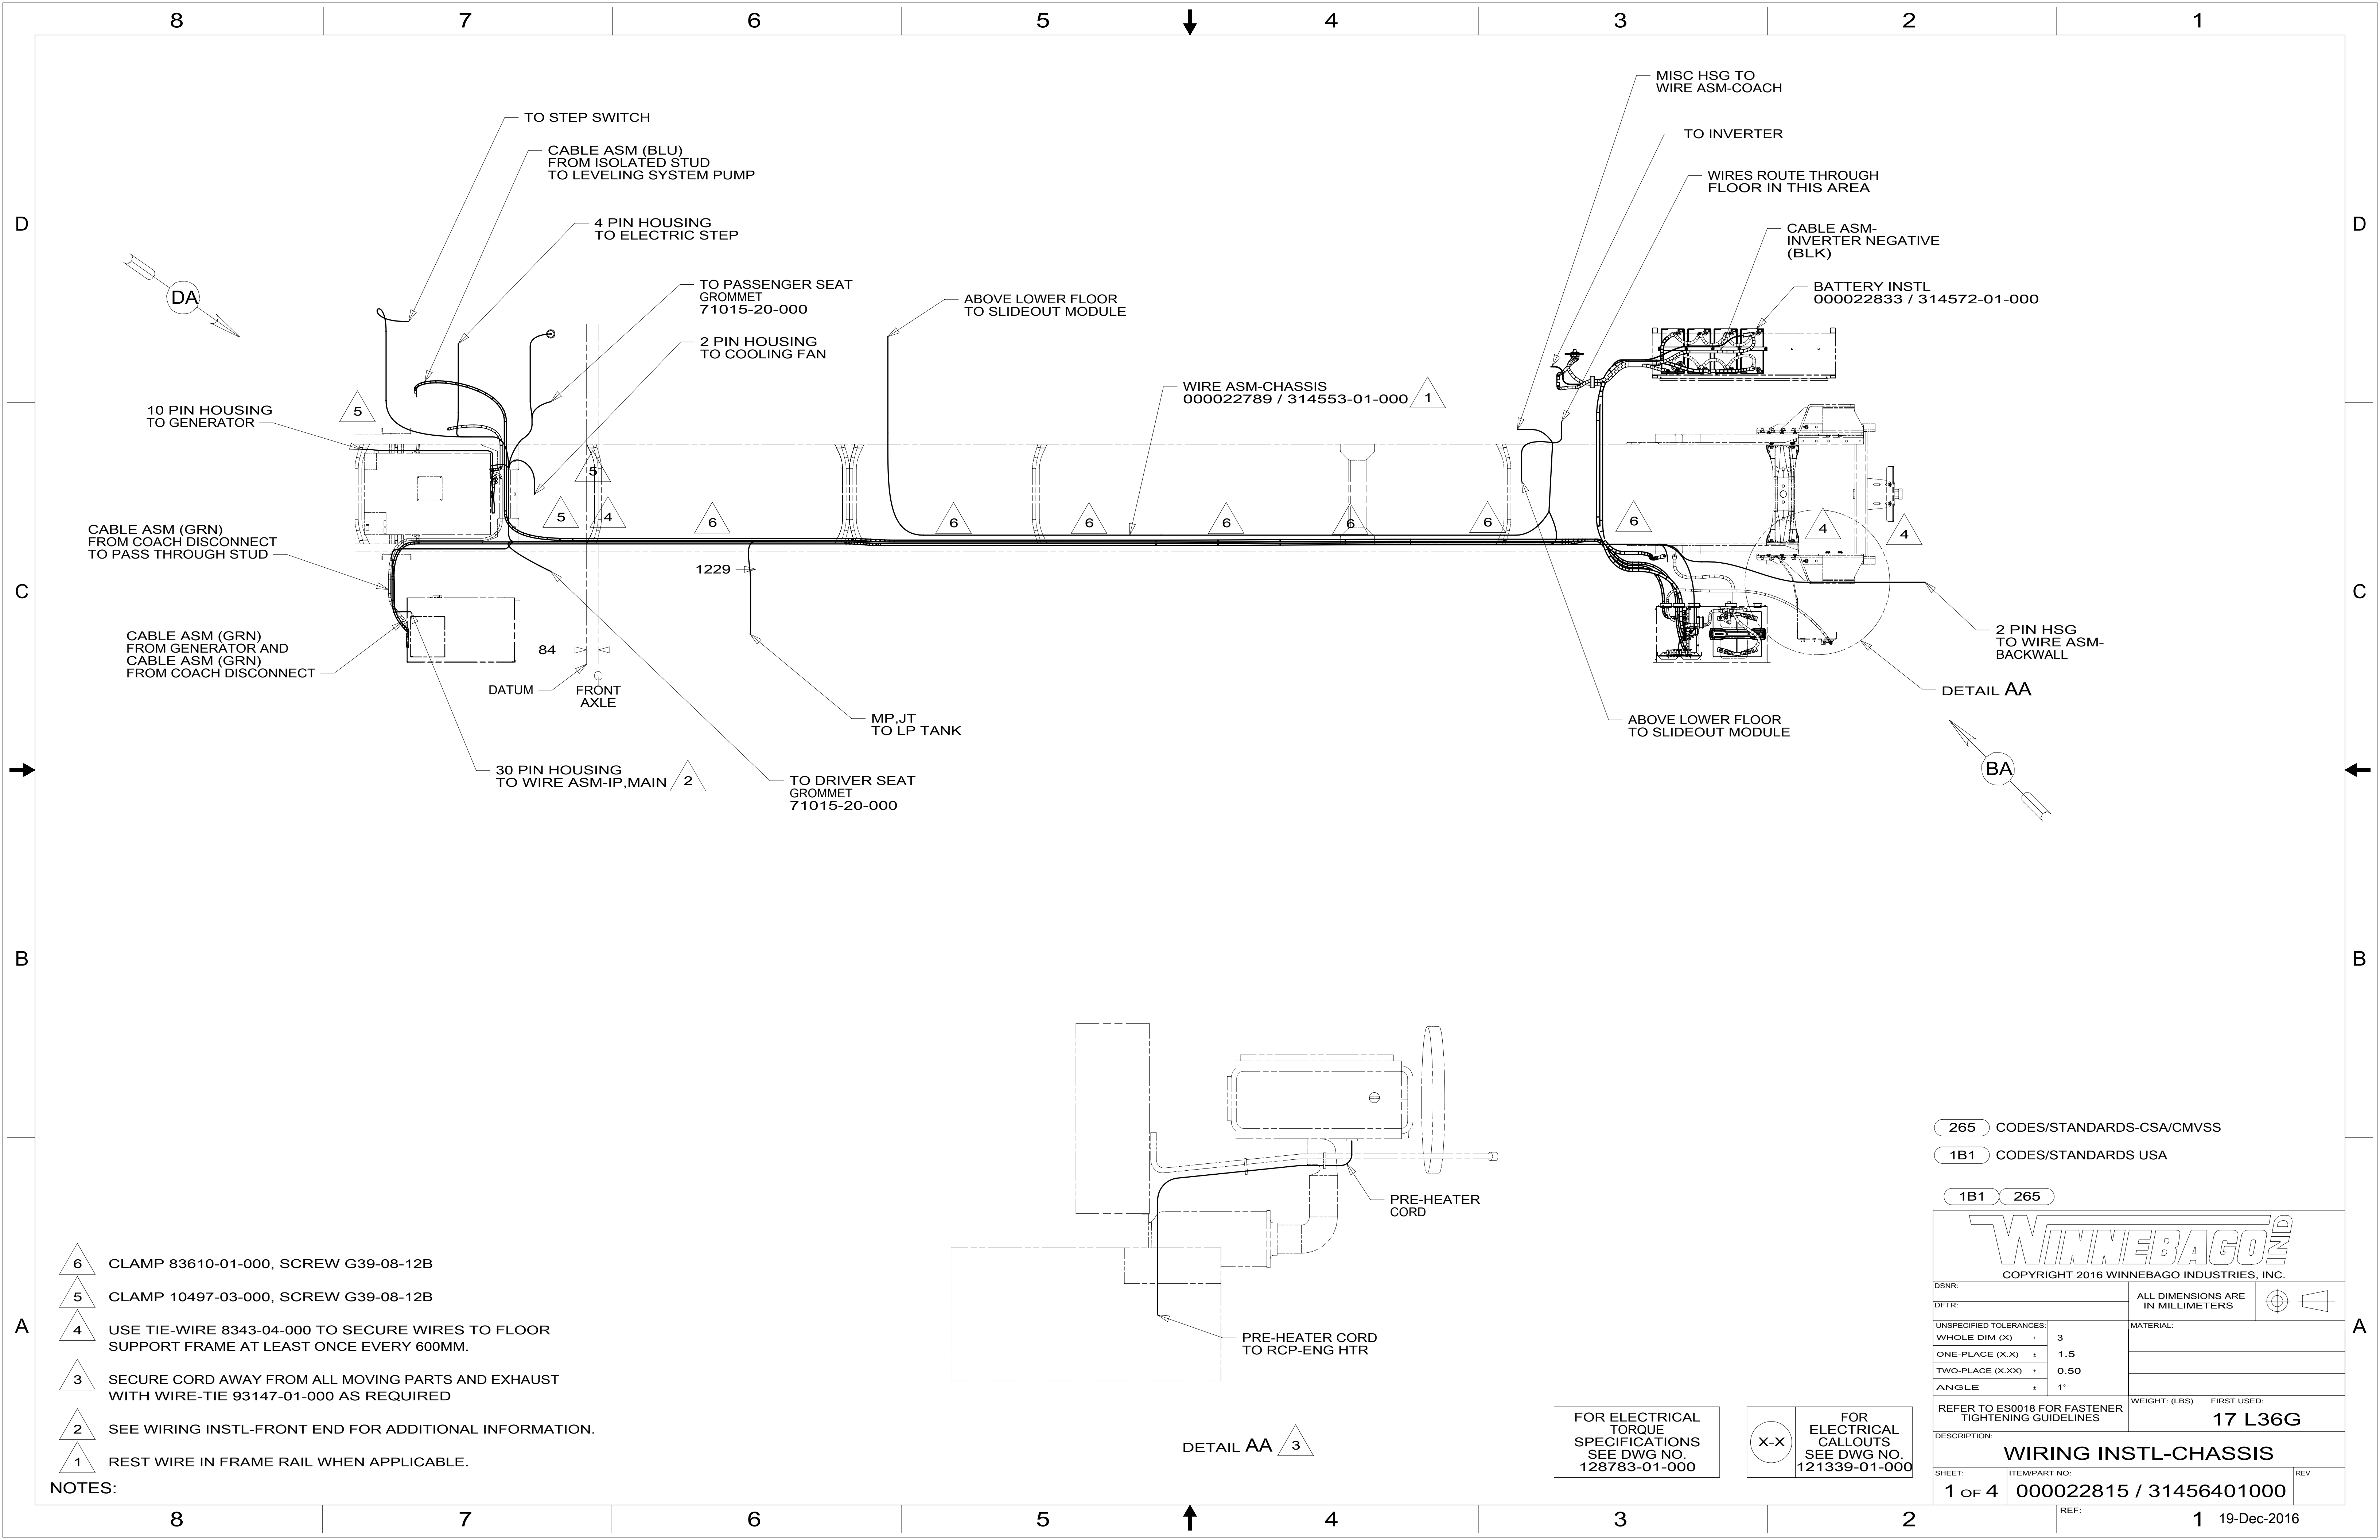 8 7 6 5 4 3 2 1
D
D
C
C
B
B
A
A
TO STEP SWITCH
CABLE ASM (BLU)
FROM ISOLATED STUD
TO LEVELING SYSTEM PUMP
4 PIN HOUSING
TO ELECTRIC STEP
TO PASSENGER SEAT
GROMMET
71015-20-000
2 PIN HOUSING
TO COOLING FAN
ABOVE LOWER FLOOR
TO SLIDEOUT MODULE
WIRE ASM-CHASSIS
000022789 / 314553-01-000
1
MISC HSG TO
WIRE ASM-COACH
TO INVERTER
WIRES ROUTE THROUGH
FLOOR IN THIS AREA
CABLE ASM-
INVERTER NEGATIVE
(BLK)
BATTERY INSTL
000022833 / 314572-01-000
DA
10 PIN HOUSING
TO GENERATOR
5
5
5
4
6
6
6
6
6
6
6
4
4
CABLE ASM (GRN)
FROM COACH DISCONNECT
TO PASS THROUGH STUD
CABLE ASM (GRN)
FROM GENERATOR AND
CABLE ASM (GRN)
FROM COACH DISCONNECT
1229
84
DATUM
FRONT
AXLE
MP,JT
TO LP TANK
30 PIN HOUSING
TO WIRE ASM-IP,MAIN
2
TO DRIVER SEAT
GROMMET
71015-20-000
2 PIN HSG
TO WIRE ASM-
BACKWALL
DETAIL AA
ABOVE LOWER FLOOR
TO SLIDEOUT MODULE
BA
PRE-HEATER
CORD
PRE-HEATER CORD
TO RCP-ENG HTR
DETAIL AA
3
6 CLAMP 83610-01-000, SCREW G39-08-12B
5 CLAMP 10497-03-000, SCREW G39-08-12B
4 USE TIE-WIRE 8343-04-000 TO SECURE WIRES TO FLOOR
SUPPORT FRAME AT LEAST ONCE EVERY 600MM.
3 SECURE CORD AWAY FROM ALL MOVING PARTS AND EXHAUST
WITH WIRE-TIE 93147-01-000 AS REQUIRED
2 SEE WIRING INSTL-FRONT END FOR ADDITIONAL INFORMATION.
1 REST WIRE IN FRAME RAIL WHEN APPLICABLE.
NOTES:
FOR ELECTRICAL
TORQUE
SPECIFICATIONS
SEE DWG NO.
128783-01-000
X-X
FOR
ELECTRICAL
CALLOUTS
SEE DWG NO.
121339-01-000
265 CODES/STANDARDS-CSA/CMVSS
1B1 CODES/STANDARDS USA
1B1 265
WINNEBAGO IND
COPYRIGHT 2016 WINNEBAGO INDUSTRIES, INC.
DSNR:
DFTR:
ALL DIMENSIONS ARE
IN MILLIMETERS
UNSPECIFIED TOLERANCES:
WHOLE DIM (X) ± 3
ONE-PLACE (X.X) ± 1.5
TWO-PLACE (X.XX) ± 0.50
ANGLE ± 1°
MATERIAL:
REFER TO ES0018 FOR FASTENER
TIGHTENING GUIDELINES
WEIGHT: (LBS)
FIRST USED:
17 L36G
DESCRIPTION:
WIRING INSTL-CHASSIS
SHEET:
1 OF 4
ITEM/PART NO:
000022815 / 31456401000
REV
REF:
19-Dec-2016
8 7 6 5 4 3 2 1